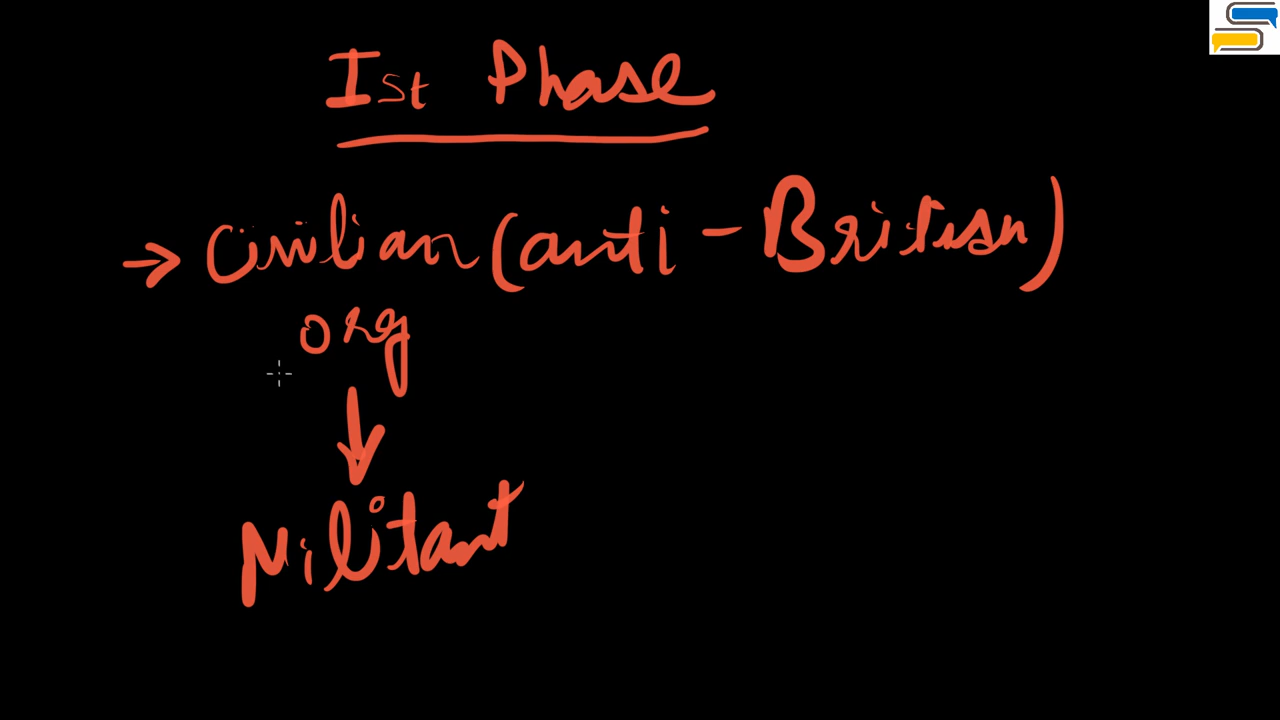 Ist Phase
→ Civilian (anti - British)
org
↓
Militant